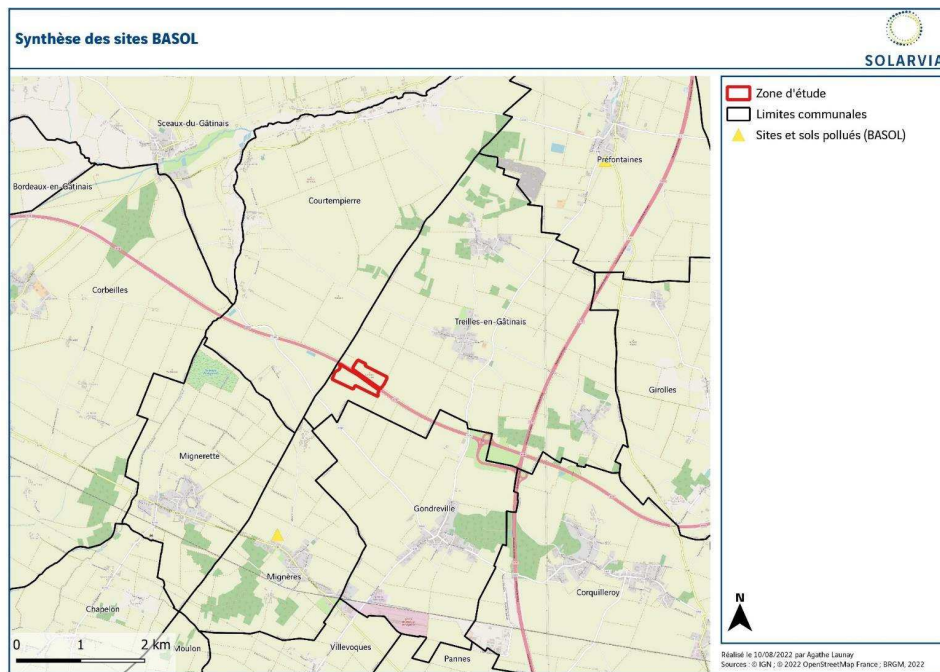 Synthèse des sites BASOL
SOLARVIA
Zone d'étude
Limites communales
Sites et sols pollués (BASOL)
Sceaux-du-Gâtinais
Préfontaines
Bordeaux-en-Gâtinais
Courtempierre
Corbeilles
Treilles-en-Gâtinais
Girolles
Mignerette
Gondreville
Mignères
Corquilleroy
Chapelon
Moulon
Villevoques
Pannes
0 1 2 km
N
Réalisé le 10/08/2022 par Agathe Launay
Sources : © IGN ; © 2022 OpenStreetMap France ; BRGM, 2022